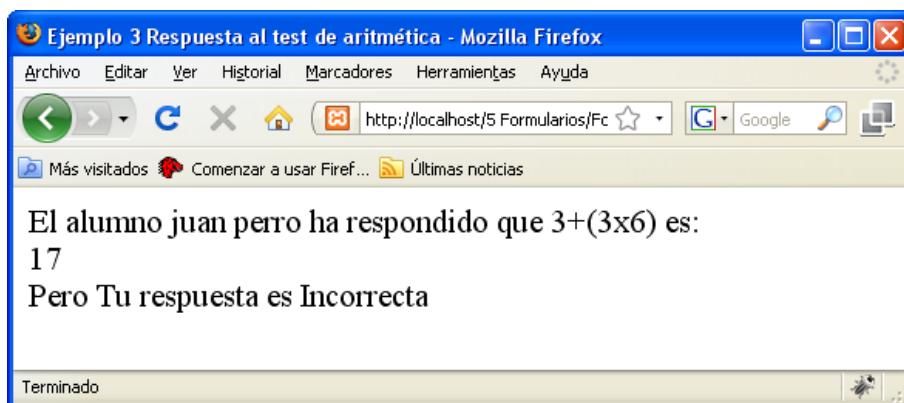 Ejemplo 3 Respuesta al test de aritmética - Mozilla Firefox
Archivo Editar Ver Historial Marcadores Herramientas Ayuda
http://localhost/5 Formularios/Fc Google
Más visitados Comenzar a usar Firef... Últimas noticias
El alumno juan perro ha respondido que 3+(3x6) es:
17
Pero Tu respuesta es Incorrecta
Terminado